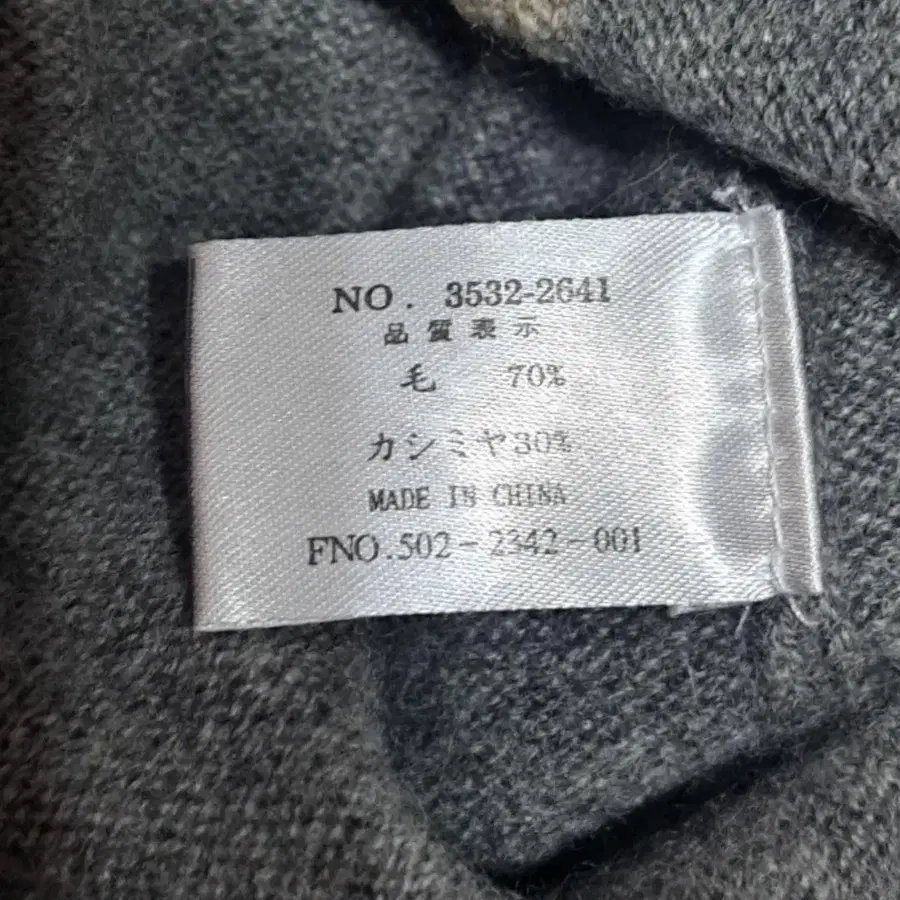 NO. 3532-2641
品質表示
毛 70%
カシミヤ30%
MADE IN CHINA
FNO.502-2342-001